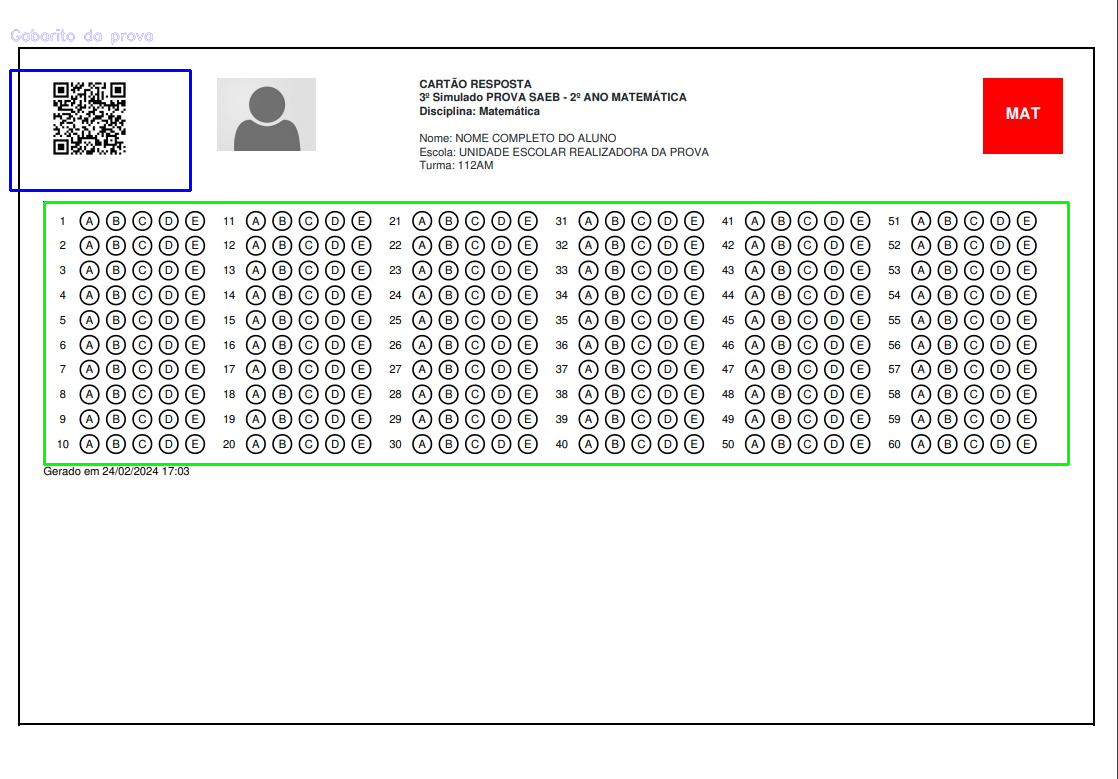 Gabarito da prova
CARTÃO RESPOSTA
3º Simulado PROVA SAEB - 2º ANO MATEMÁTICA
Disciplina: Matemática
MAT
Nome: NOME COMPLETO DO ALUNO
Escola: UNIDADE ESCOLAR REALIZADORA DA PROVA
Turma: 112AM
1 A B C D E 11 A B C D E 21 A B C D E 31 A B C D E 41 A B C D E 51 A B C D E
2 A B C D E 12 A B C D E 22 A B C D E 32 A B C D E 42 A B C D E 52 A B C D E
3 A B C D E 13 A B C D E 23 A B C D E 33 A B C D E 43 A B C D E 53 A B C D E
4 A B C D E 14 A B C D E 24 A B C D E 34 A B C D E 44 A B C D E 54 A B C D E
5 A B C D E 15 A B C D E 25 A B C D E 35 A B C D E 45 A B C D E 55 A B C D E
6 A B C D E 16 A B C D E 26 A B C D E 36 A B C D E 46 A B C D E 56 A B C D E
7 A B C D E 17 A B C D E 27 A B C D E 37 A B C D E 47 A B C D E 57 A B C D E
8 A B C D E 18 A B C D E 28 A B C D E 38 A B C D E 48 A B C D E 58 A B C D E
9 A B C D E 19 A B C D E 29 A B C D E 39 A B C D E 49 A B C D E 59 A B C D E
10 A B C D E 20 A B C D E 30 A B C D E 40 A B C D E 50 A B C D E 60 A B C D E
Gerado em 24/02/2024 17:03